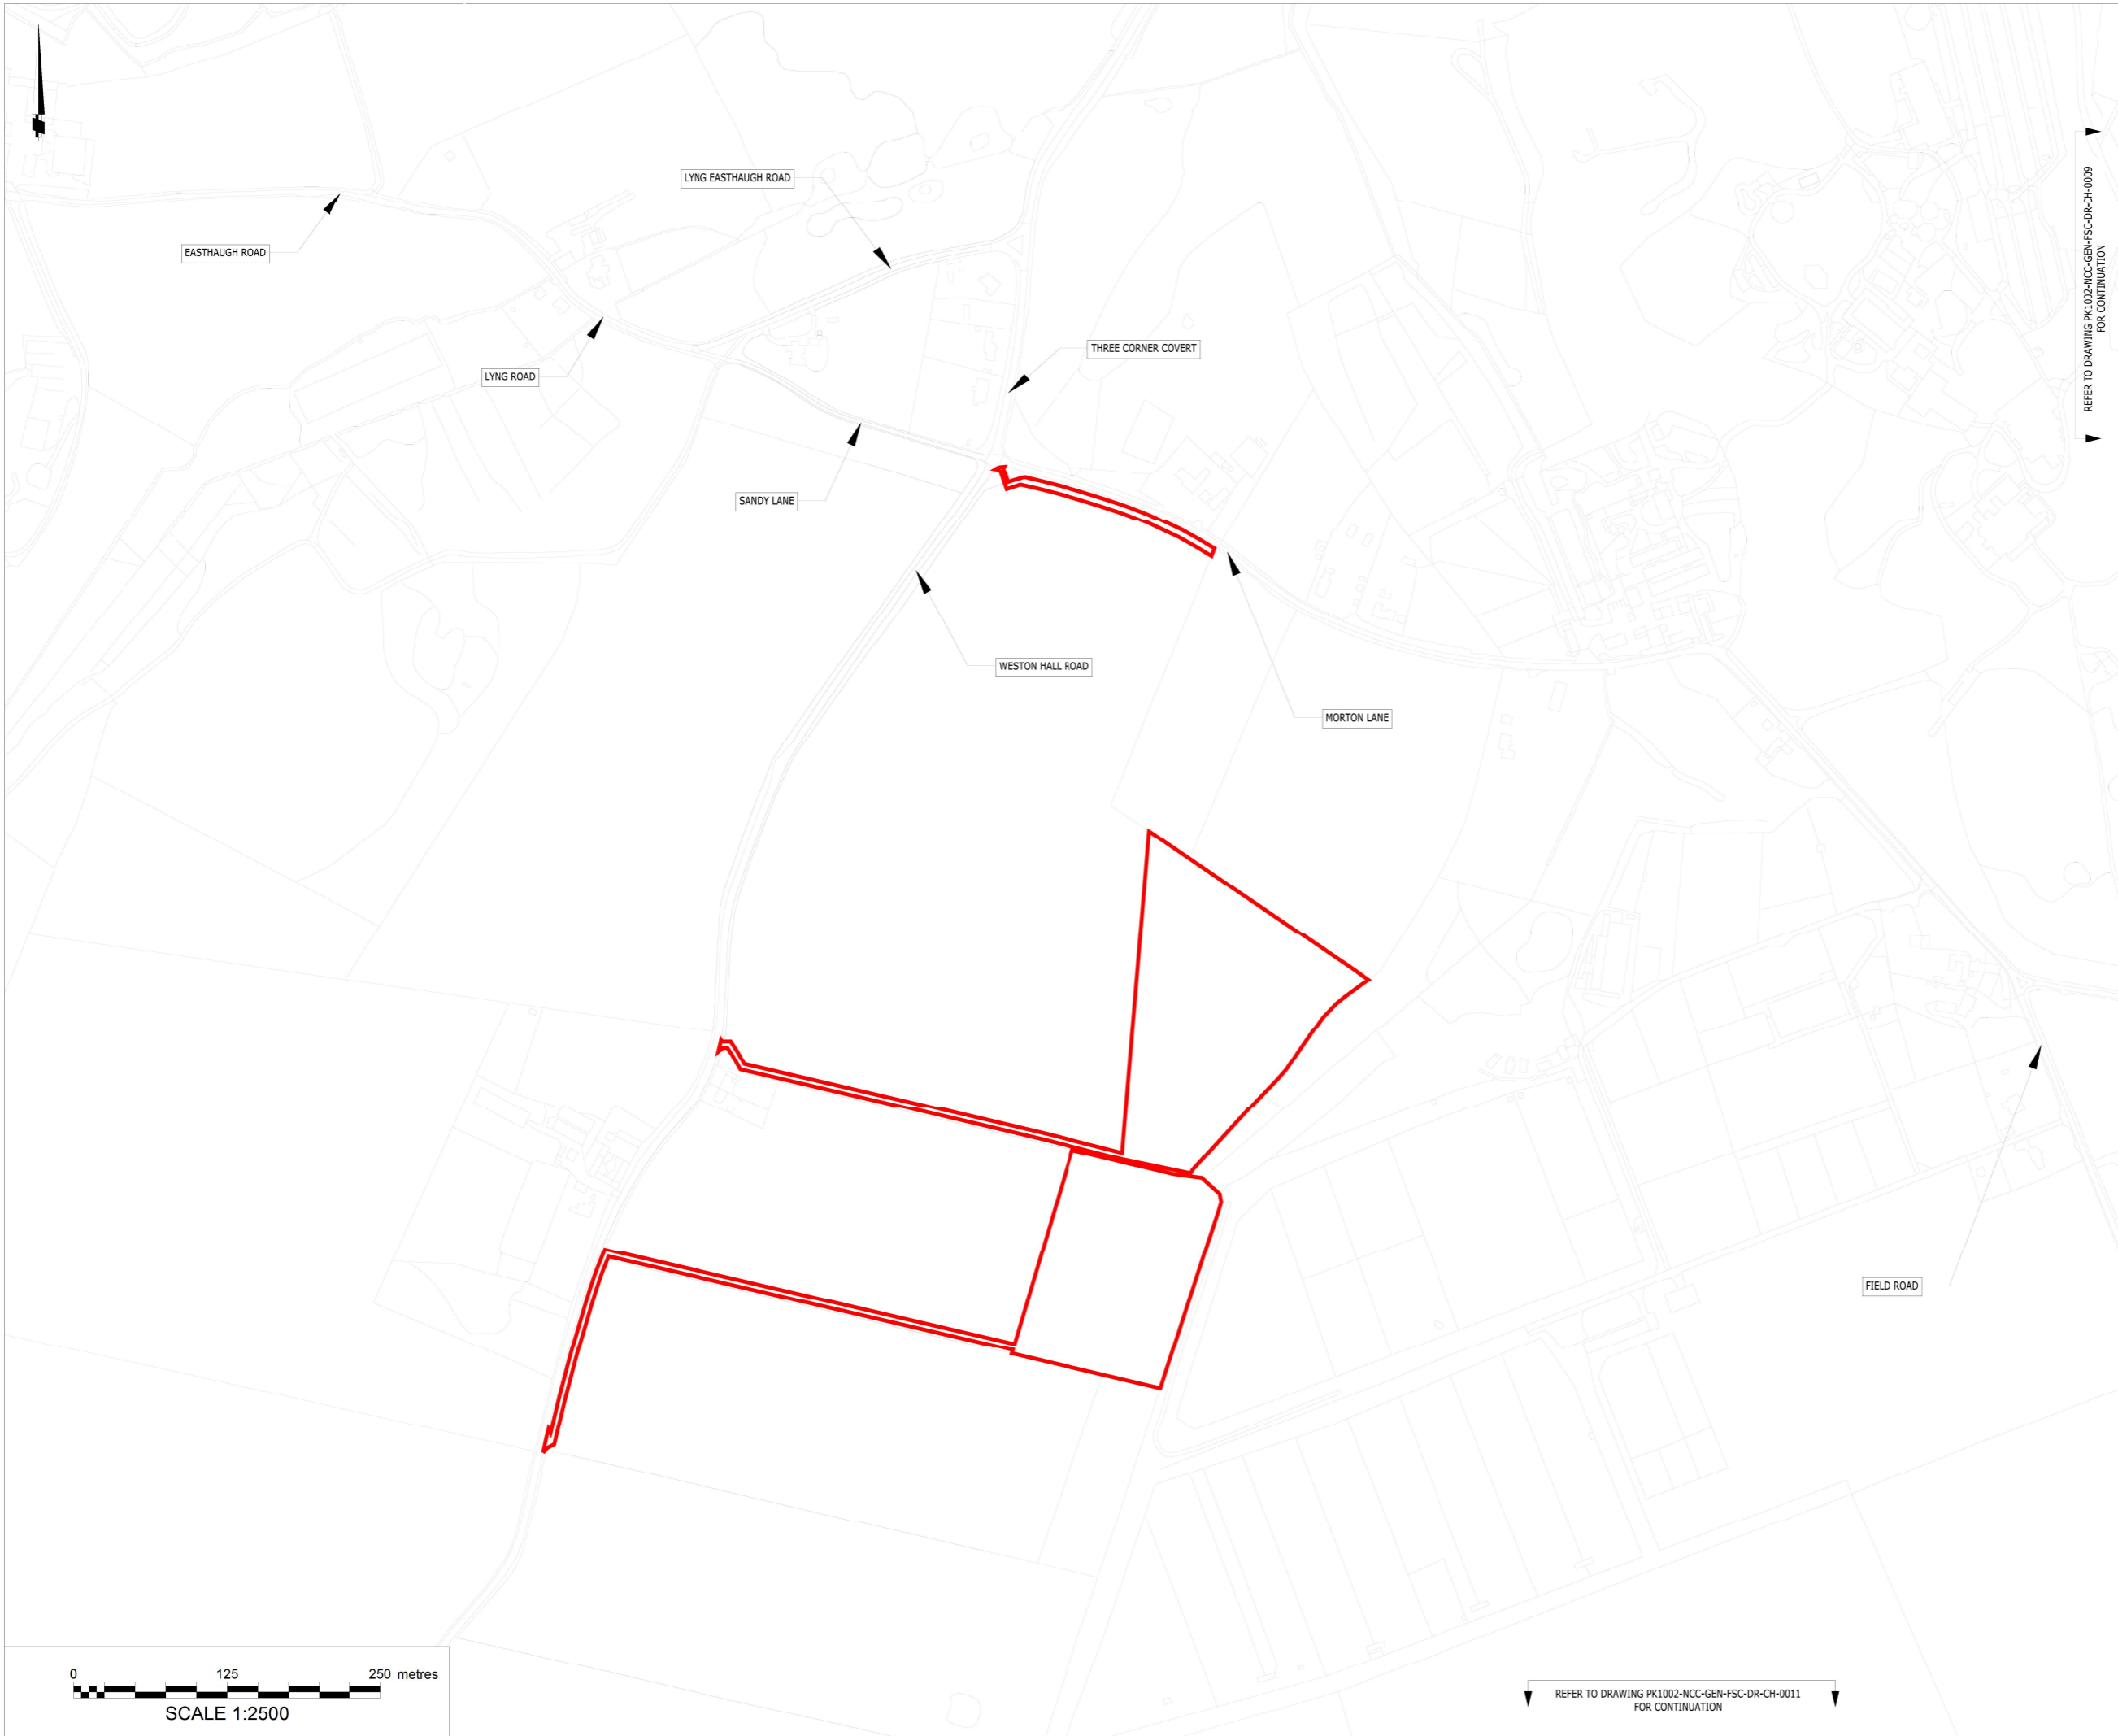 LYNG EASTHAUGH ROAD
EASTHAUGH ROAD
REFER TO DRAWING PK1002-NCC-GEN-FSC-DR-CH-0009
FOR CONTINUATION
THREE CORNER COVERT
LYNG ROAD
SANDY LANE
WESTON HALL ROAD
MORTON LANE
FIELD ROAD
0 125 250 metres
SCALE 1:2500
REFER TO DRAWING PK1002-NCC-GEN-FSC-DR-CH-0011
FOR CONTINUATION